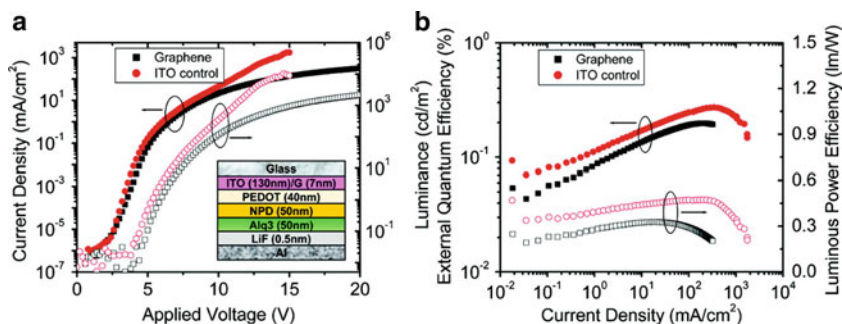 a
Current Density (mA/cm²)
10³
10¹
10⁻¹
10⁻³
10⁻⁵
10⁻⁷
Graphene
ITO control
10⁵
10³
10¹
10⁻¹
Luminance (cd/m²)
Glass
ITO (130nm)/G (7nm)
PEDOT (40nm)
NPD (50nm)
Alq3 (50nm)
LiF (0.5nm)
Al
0
5
10
15
20
Applied Voltage (V)
b
External Quantum Efficiency (%)
10⁰
10⁻¹
10⁻²
Graphene
ITO control
1.5
1.2
0.9
0.6
0.3
0.0
Luminous Power Efficiency (lm/W)
10⁻²
10⁻¹
10⁰
10¹
10²
10³
10⁴
Current Density (mA/cm²)